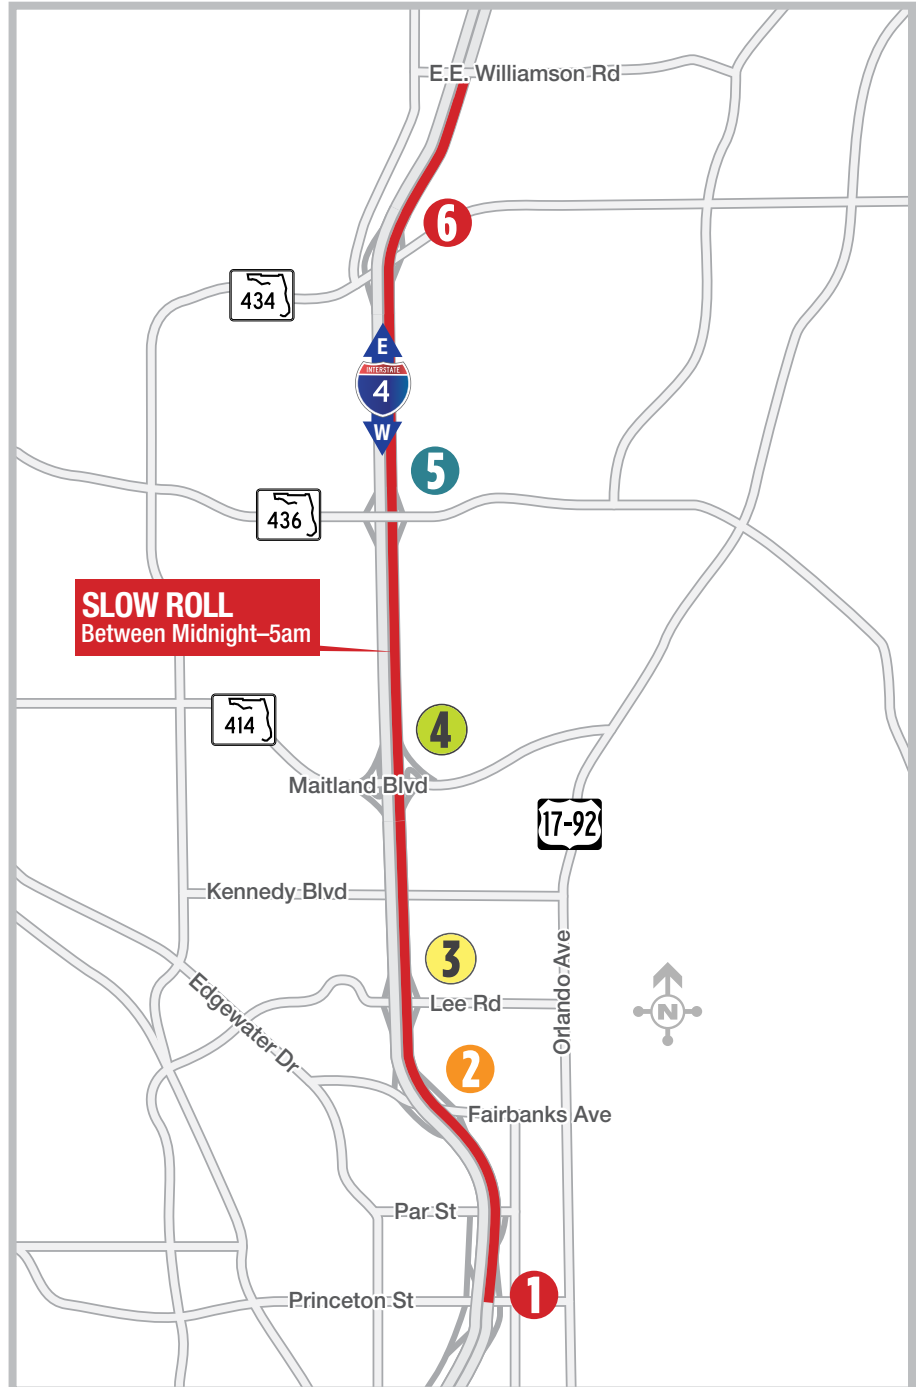 E.E. Williamson Rd
6
434
E
INTERSTATE
4
W
5
436
SLOW ROLL
Between Midnight–5am
414
4
Maitland Blvd
17-92
Kennedy Blvd
3
Lee Rd
Orlando Ave
N
Edgewater Dr
2
Fairbanks Ave
Par St
1
Princeton St